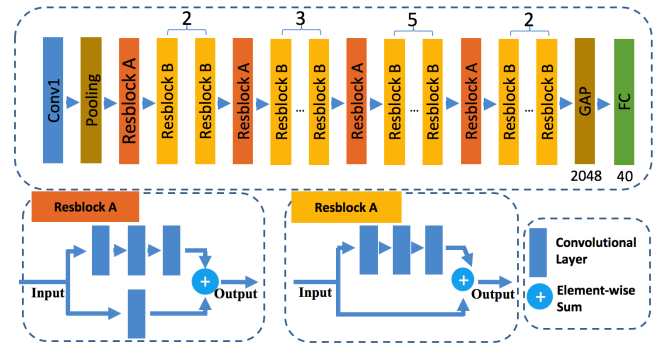 2
3
5
2
Conv1
Pooling
Resblock A
Resblock B
Resblock B
Resblock A
Resblock B
...
Resblock B
Resblock A
Resblock B
...
Resblock B
Resblock A
Resblock B
...
Resblock B
GAP
FC
2048
40
Resblock A
Input
Output
Resblock A
Input
Output
Convolutional
Layer
+
Element-wise
Sum